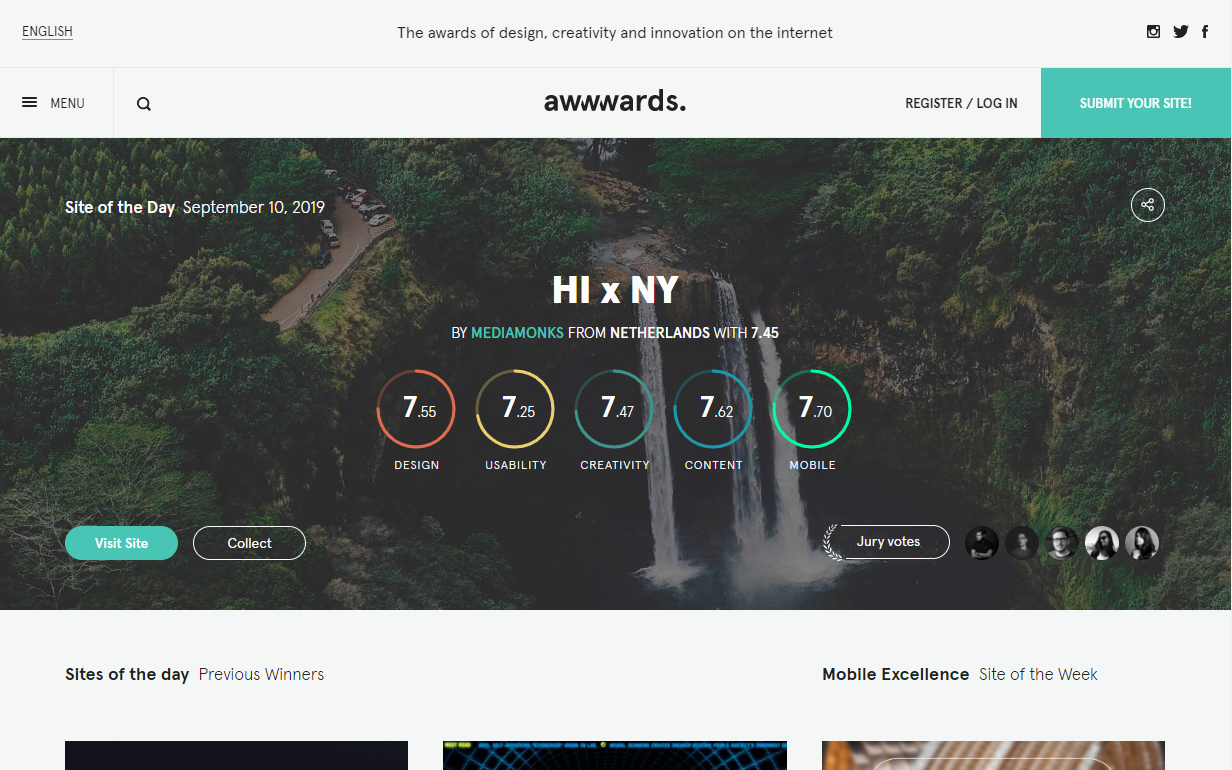 ENGLISH
The awards of design, creativity and innovation on the internet
MENU
awwwards.
REGISTER / LOG IN
SUBMIT YOUR SITE!
Site of the Day September 10, 2019
HI x NY
BY MEDIAMONKS FROM NETHERLANDS WITH 7.45
7.55
7.25
7.47
7.62
7.70
DESIGN
USABILITY
CREATIVITY
CONTENT
MOBILE
Visit Site
Collect
Jury votes
Sites of the day Previous Winners
Mobile Excellence Site of the Week
MOST READ